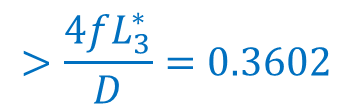 > 4fL₃*/D = 0.3602